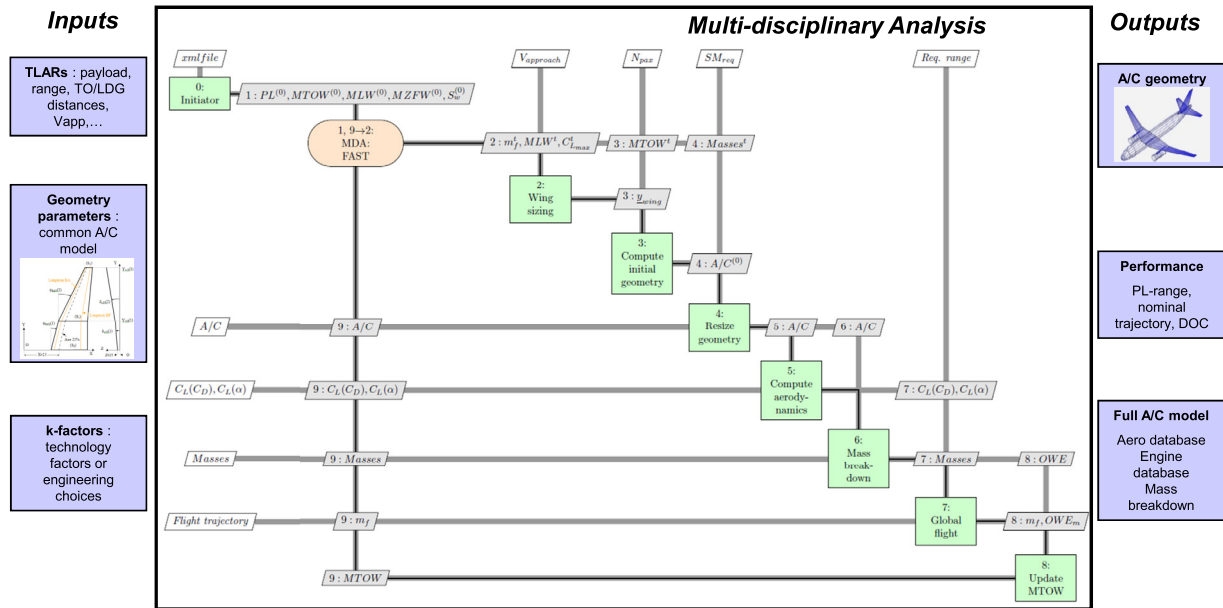 Inputs
TLARs : payload,
range, TO/LDG
distances,
Vapp,…
Geometry
parameters :
common A/C
model
k-factors :
technology
factors or
engineering
choices
Multi-disciplinary Analysis
xmlfile
V_approach
N_pax
SM_req
Req. range
0:
Initiator
1 : PL^(0), MTOW^(0), MLW^(0), MZFW^(0), S_w^(0)
1, 9→2:
MDA:
FAST
2 : m_f^t, MLW^t, C_{L_max}^t
3 : MTOW^t
4 : Masses^t
2:
Wing
sizing
3 : y_wing
3:
Compute
initial
geometry
4 : A/C^(0)
A/C
9 : A/C
4:
Resize
geometry
5 : A/C
6 : A/C
C_L(C_D), C_L(α)
9 : C_L(C_D), C_L(α)
5:
Compute
aerody-
namics
7 : C_L(C_D), C_L(α)
Masses
9 : Masses
6:
Mass
break-
down
7 : Masses
8 : OWE
Flight trajectory
9 : m_f
7:
Global
flight
8 : m_f, OWE_m
9 : MTOW
8:
Update
MTOW
Outputs
A/C geometry
Performance
PL-range,
nominal
trajectory, DOC
Full A/C model
Aero database
Engine
database
Mass
breakdown